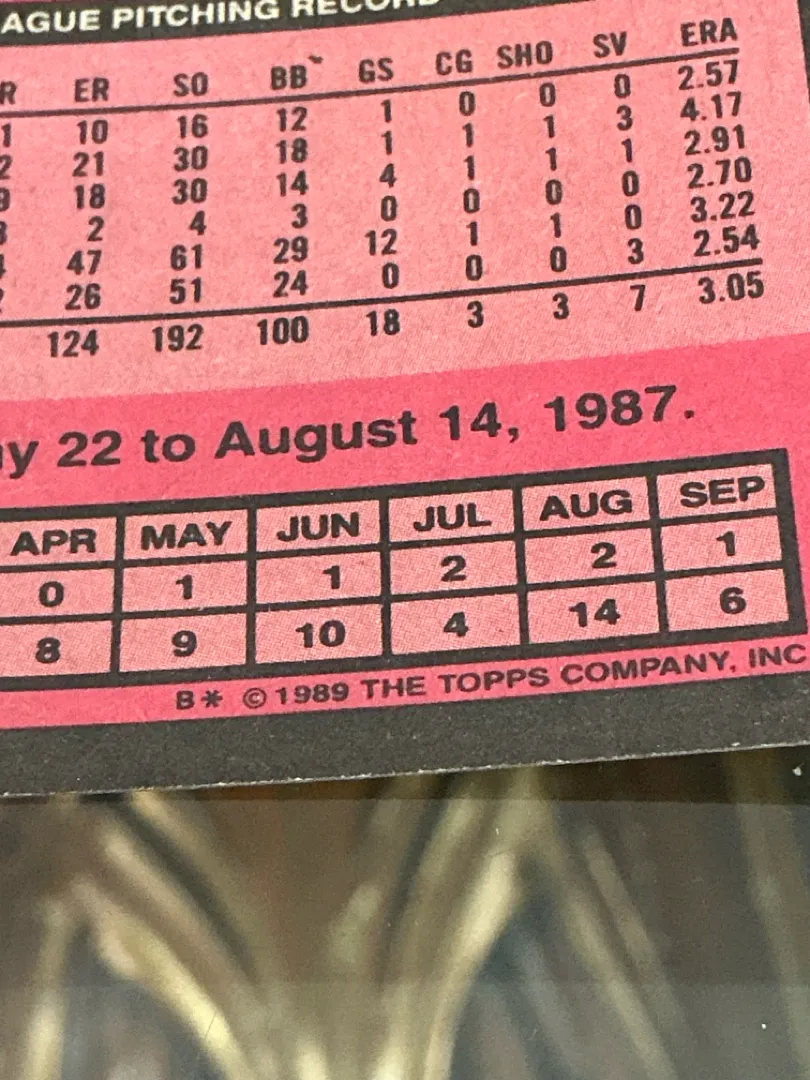 AGUE PITCHING RECORD
R ER SO BB GS CG SHO SV ERA
1 10 16 12 1 0 0 0 2.57
2 21 30 18 1 1 1 3 4.17
9 18 30 14 4 1 1 1 2.91
2 4 3 0 0 0 0 2.70
47 61 29 12 1 1 0 3.22
26 51 24 0 0 0 3 2.54
124 192 100 18 3 3 7 3.05
y 22 to August 14, 1987.
APR MAY JUN JUL AUG SEP
0 1 1 2 2 1
8 9 10 4 14 6
B* © 1989 THE TOPPS COMPANY, INC